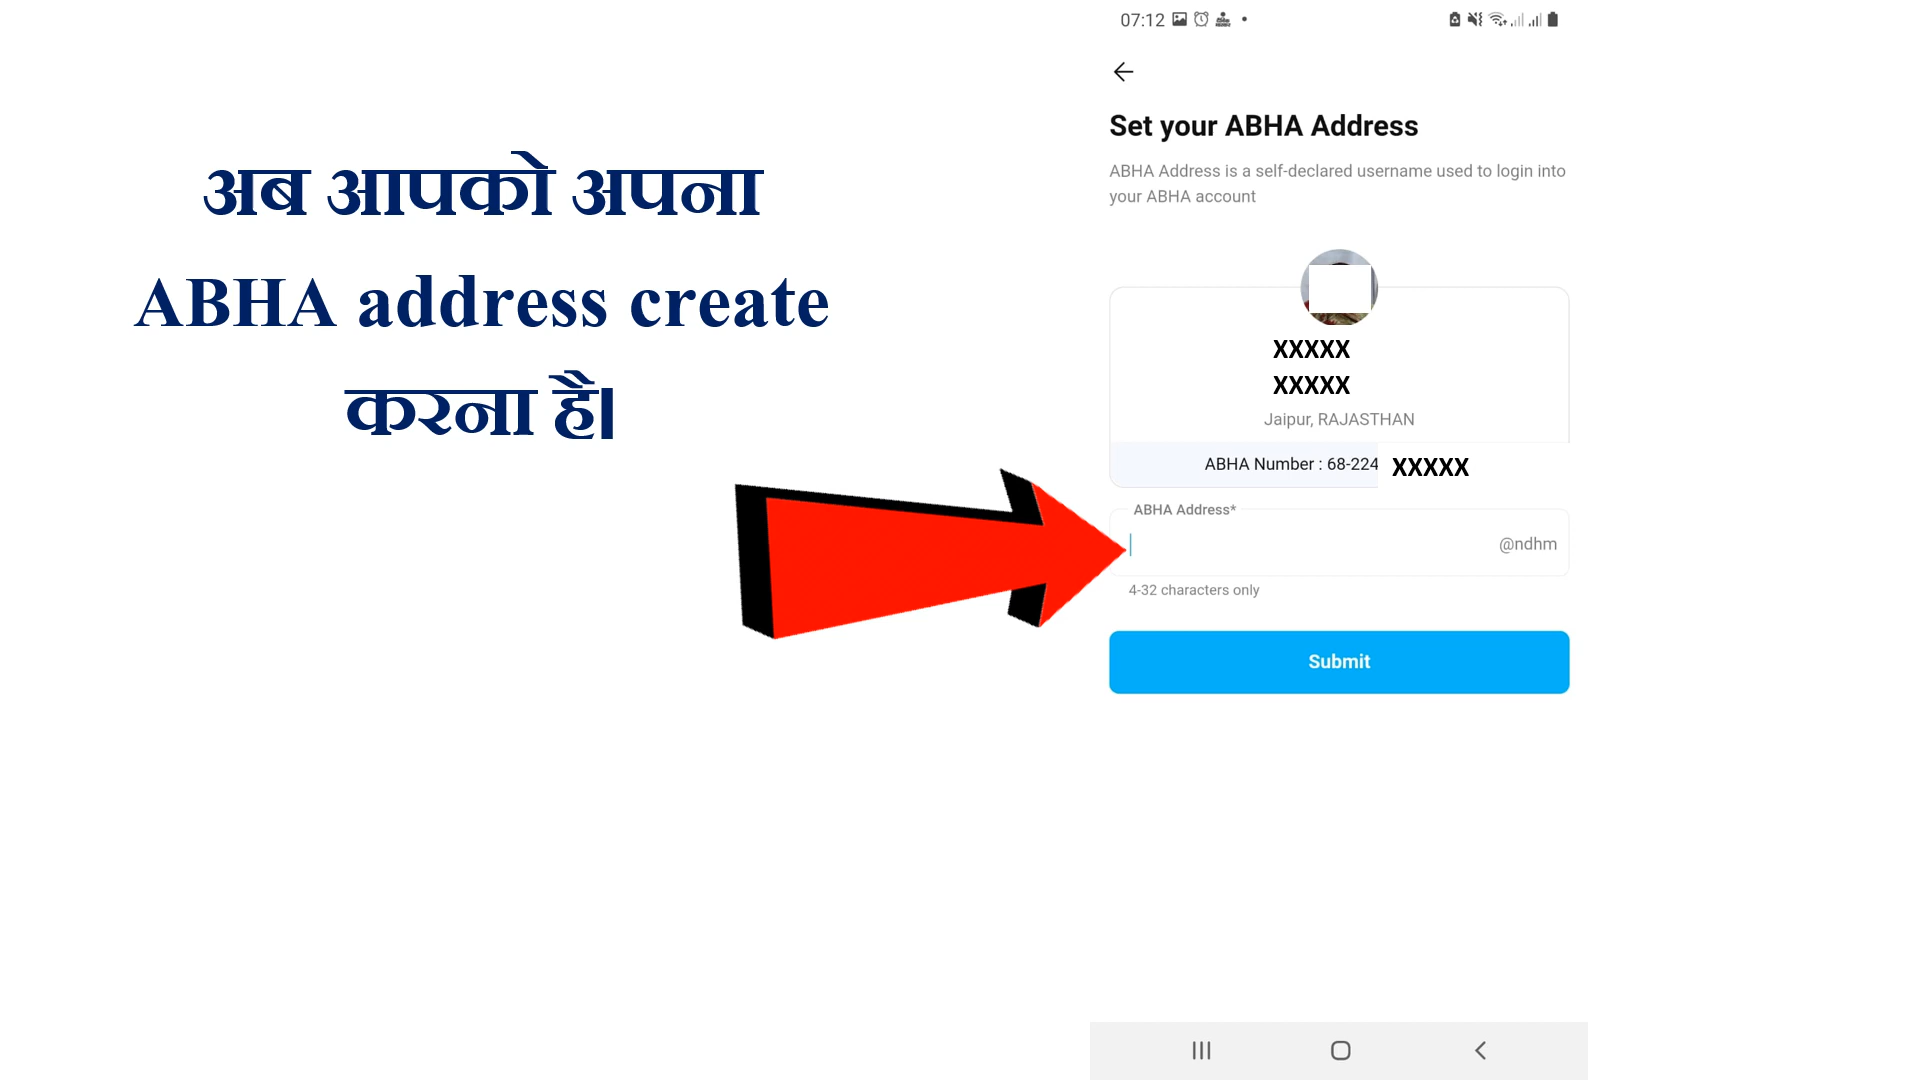 अब आपको अपना
ABHA address create
करना है।
07:12
Set your ABHA Address
ABHA Address is a self-declared username used to login into
your ABHA account
XXXXX
XXXXX
Jaipur, RAJASTHAN
ABHA Number : 68-224 XXXXX
ABHA Address*
@ndhm
4-32 characters only
Submit